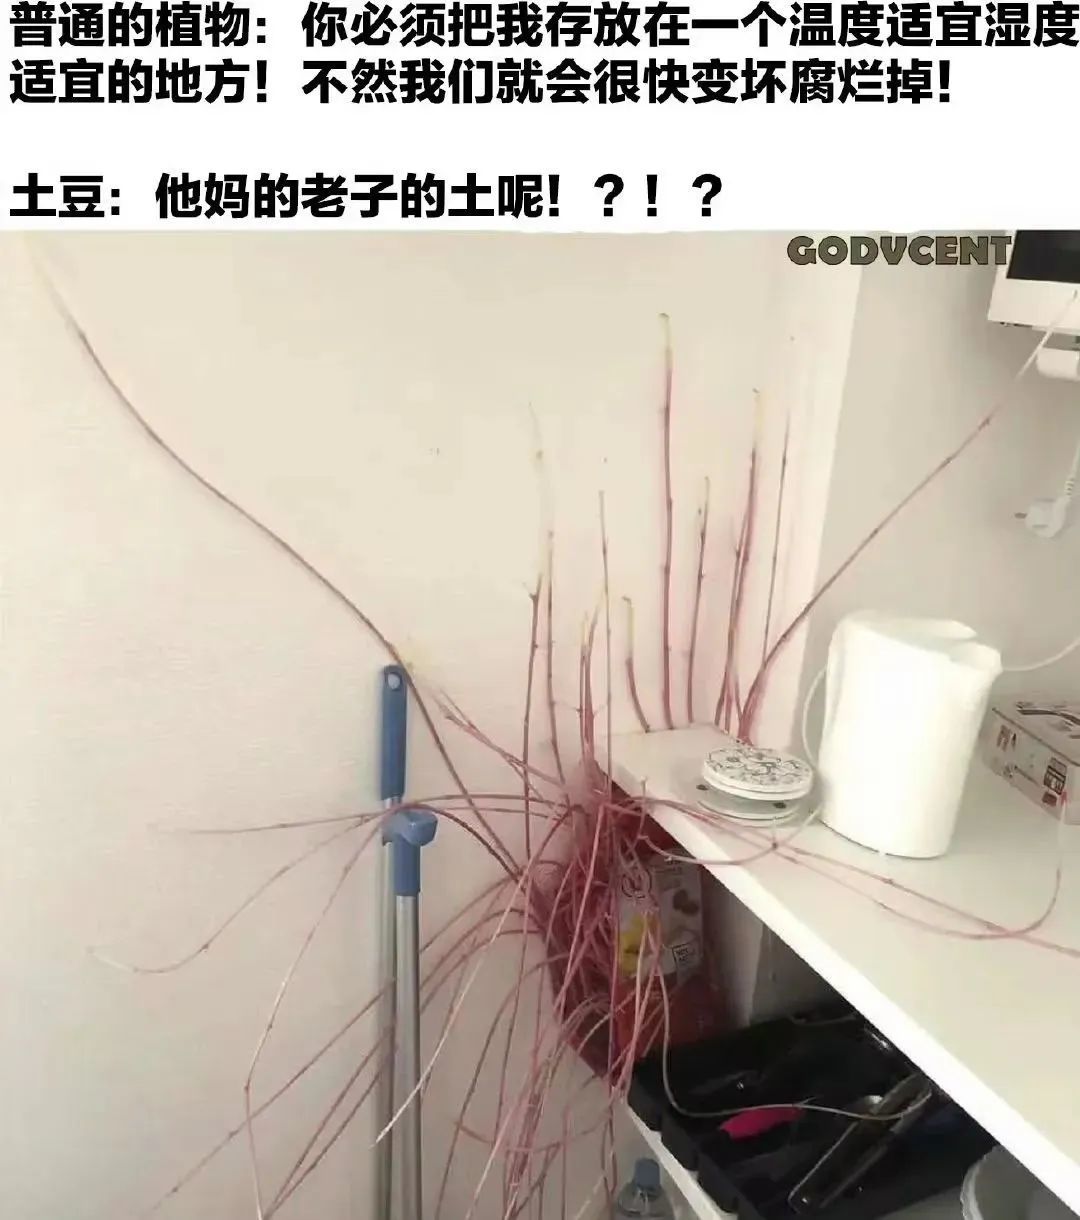 普通的植物：你必须把我存放在一个温度适宜湿度
适宜的地方！不然我们就会很快变坏腐烂掉！
土豆：他妈的老子的土呢！？！？
GODVCENT